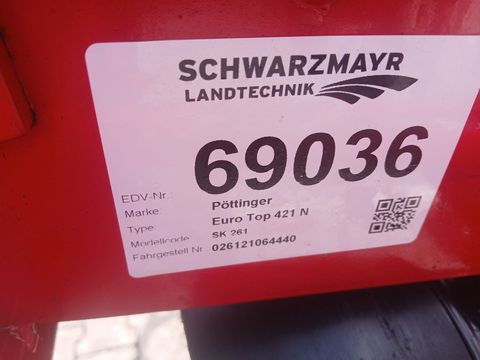 SCHWARZMAYR
LANDTECHNIK
69036
EDV-Nr.:
Marke: Pöttinger
Type: Euro Top 421 N
Modellcode SK 261
Fahrgestell Nr. 026121064440